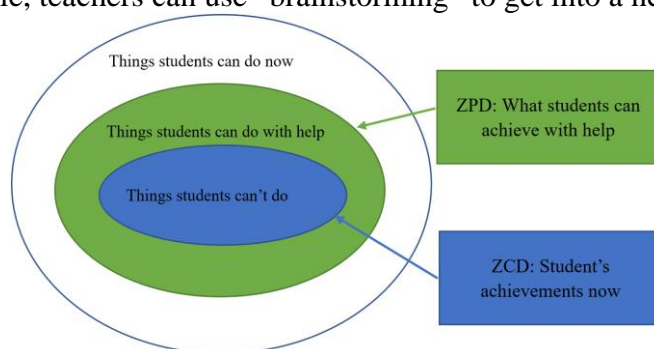 teachers can use “brainstorming” to get into a
Things students can do now
ZPD: What students can
achieve with help
Things students can do with help
Things students can’t do
ZCD: Student’s
achievements now